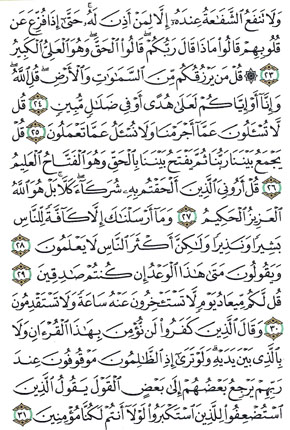 وَلَا تَنفَعُ ٱلشَّفَـٰعَةُ عِندَهُۥٓ إِلَّا لِمَنْ أَذِنَ لَهُۥ ۚ حَتَّىٰٓ إِذَا فُزِّعَ عَن
قُلُوبِهِمْ قَالُوا۟ مَاذَا قَالَ رَبُّكُمْ ۖ قَالُوا۟ ٱلْحَقَّ ۖ وَهُوَ ٱلْعَلِىُّ ٱلْكَبِيرُ
٢٣ ۞ قُلْ مَن يَرْزُقُكُم مِّنَ ٱلسَّمَـٰوَٰتِ وَٱلْأَرْضِ ۖ قُلِ ٱللَّهُ ۖ
وَإِنَّآ أَوْ إِيَّاكُمْ لَعَلَىٰ هُدًى أَوْ فِى ضَلَـٰلٍ مُّبِينٍ ٢٤ قُل
لَّا تُسْـَٔلُونَ عَمَّآ أَجْرَمْنَا وَلَا نُسْـَٔلُ عَمَّا تَعْمَلُونَ ٢٥ قُلْ
يَجْمَعُ بَيْنَنَا رَبُّنَا ثُمَّ يَفْتَحُ بَيْنَنَا بِٱلْحَقِّ وَهُوَ ٱلْفَتَّاحُ ٱلْعَلِيمُ
٢٦ قُلْ أَرُونِىَ ٱلَّذِينَ أَلْحَقْتُم بِهِۦ شُرَكَآءَ ۖ كَلَّا ۚ بَلْ هُوَ ٱللَّهُ
ٱلْعَزِيزُ ٱلْحَكِيمُ ٢٧ وَمَآ أَرْسَلْنَـٰكَ إِلَّا كَآفَّةً لِّلنَّاسِ
بَشِيرًا وَنَذِيرًا وَلَـٰكِنَّ أَكْثَرَ ٱلنَّاسِ لَا يَعْلَمُونَ ٢٨
وَيَقُولُونَ مَتَىٰ هَـٰذَا ٱلْوَعْدُ إِن كُنتُمْ صَـٰدِقِينَ ٢٩
قُل لَّكُم مِّيعَادُ يَوْمٍ لَّا تَسْتَـْٔخِرُونَ عَنْهُ سَاعَةً وَلَا تَسْتَقْدِمُونَ
٣٠ وَقَالَ ٱلَّذِينَ كَفَرُوا۟ لَن نُّؤْمِنَ بِهَـٰذَا ٱلْقُرْءَانِ وَلَا
بِٱلَّذِى بَيْنَ يَدَيْهِ ۗ وَلَوْ تَرَىٰٓ إِذِ ٱلظَّـٰلِمُونَ مَوْقُوفُونَ عِندَ
رَبِّهِمْ يَرْجِعُ بَعْضُهُمْ إِلَىٰ بَعْضٍ ٱلْقَوْلَ يَقُولُ ٱلَّذِينَ
ٱسْتُضْعِفُوا۟ لِلَّذِينَ ٱسْتَكْبَرُوا۟ لَوْلَآ أَنتُمْ لَكُنَّا مُؤْمِنِينَ ٣١